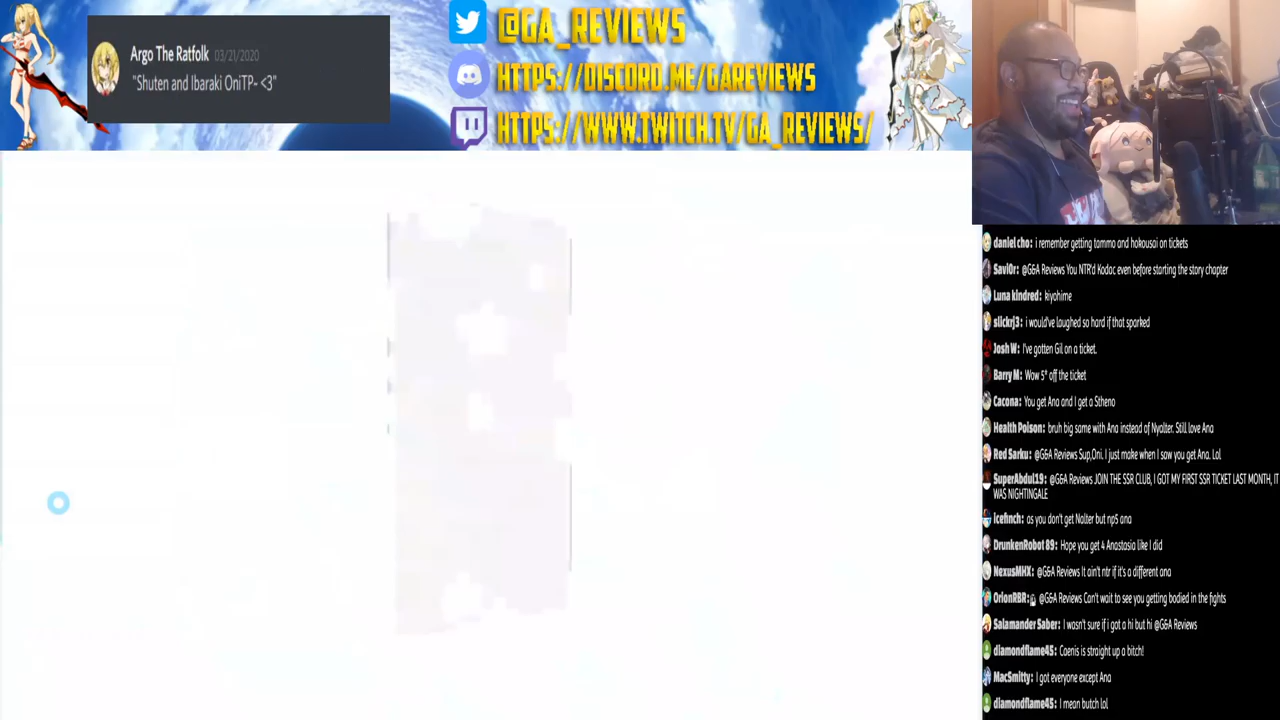 Argo The Ratfolk 03/21/2020
"Shuten and Ibaraki OniTP~ <3"
@GA_REVIEWS
HTTPS://DISCORD.ME/GAREVIEWS
HTTPS://WWW.TWITCH.TV/GA_REVIEWS/
daniel cho: i remember getting tammo and hokousai on tickets
Savi0r: @G&A Reviews You NTR'd Kadoc even before starting the story chapter
Luna kindred: kiyohime
slickrj3: i would've laughed so hard if that sparked
Josh W: I've gotten Gil on a ticket.
Barry M: Wow 5* off the ticket
Cacona: You get Ana and I get a Stheno
Health Poison: bruh big same with Ana instead of Nyalter. Still love Ana
Red Sarku: @G&A Reviews Sup,Oni. I just make when I saw you get Ana. Lol
SuperAbdul19: @G&A Reviews JOIN THE SSR CLUB, I GOT MY FIRST SSR TICKET LAST MONTH, IT
WAS NIGHTINGALE
icefinch: as you don't get Nalter but np5 ana
DrunkenRobot 89: Hope you get 4 Anastasia like I did
NexusMHX: @G&A Reviews It ain't ntr if it's a different ana
OrionRBR: @G&A Reviews Can't wait to see you getting bodied in the fights
Salamander Saber: I wasn't sure if i got a hi but hi @G&A Reviews
diamondflame45: Caenis is straight up a bitch!
MacSmitty: I got everyone except Ana
diamondflame45: I mean butch lol